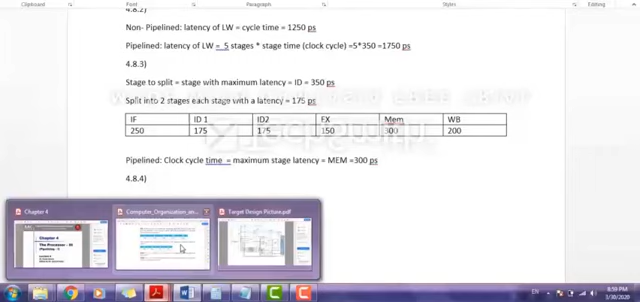 Clipboard
Font
Paragraph
Styles
Editing
4.8.2)
Non- Pipelined: latency of LW = cycle time = 1250 ps
Pipelined: latency of LW = 5 stages * stage time (clock cycle) =5*350 =1750 ps
4.8.3)
Stage to split = stage with maximum latency = ID = 350 ps
Split into 2 stages each stage with a latency = 175 ps
IF ID 1 ID2 EX Mem WB
250 175 175 150 300 200
Pipelined: Clock cycle time = maximum stage latency = MEM =300 ps
4.8.4)
Chapter 4
Computer_Organization_an...
Target Design Picture.pdf
Chapter 4
EN
8:59 PM
3/30/2020